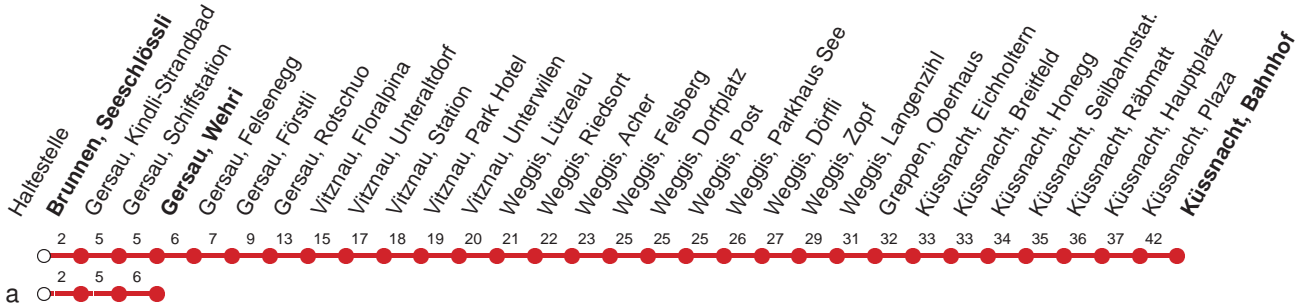 Haltestelle
Brunnen, Seeschlössli
Gersau, Kindli-Strandbad
Gersau, Schiffstation
Gersau, Wehri
Gersau, Felsenegg
Gersau, Förstli
Gersau, Rotschuo
Vitznau, Floralpina
Vitznau, Unteraltdorf
Vitznau, Station
Vitznau, Park Hotel
Vitznau, Unterwilen
Weggis, Lützelau
Weggis, Riedsort
Weggis, Acher
Weggis, Felsberg
Weggis, Dorfplatz
Weggis, Post
Weggis, Parkhaus See
Weggis, Dörfli
Weggis, Zopf
Weggis, Langenzihl
Greppen, Oberhaus
Küssnacht, Eichholtern
Küssnacht, Breitfeld
Küssnacht, Honegg
Küssnacht, Seilbahnstat.
Küssnacht, Räbmatt
Küssnacht, Hauptplatz
Küssnacht, Plaza
Küssnacht, Bahnhof
2 5 5 6 7 9 13 15 17 18 19 20 21 22 23 25 25 25 26 27 29 31 32 33 33 34 35 36 37 42
a 2 5 6